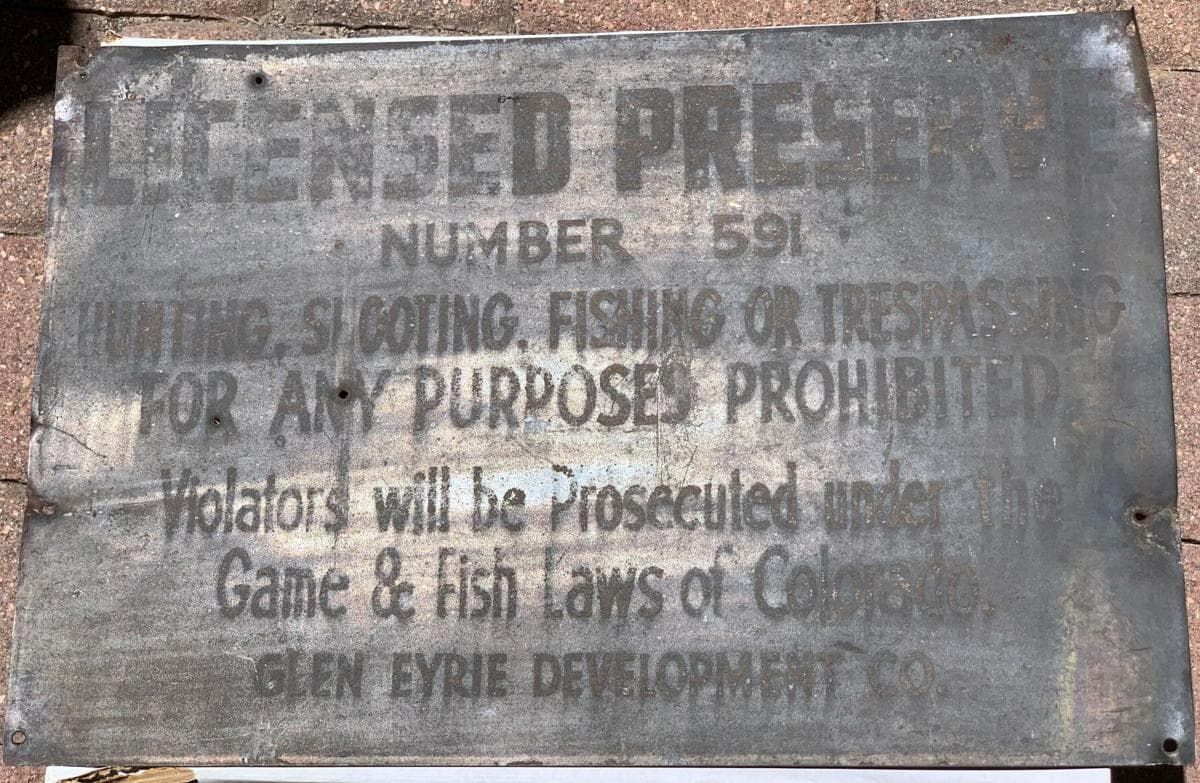 LICENSED PRESERVE
NUMBER 591
HUNTING, SHOOTING, FISHING OR TRESPASSING
FOR ANY PURPOSES PROHIBITED
Violators will be Prosecuted under the
Game & Fish Laws of Colorado.
GLEN EYRIE DEVELOPMENT CO.